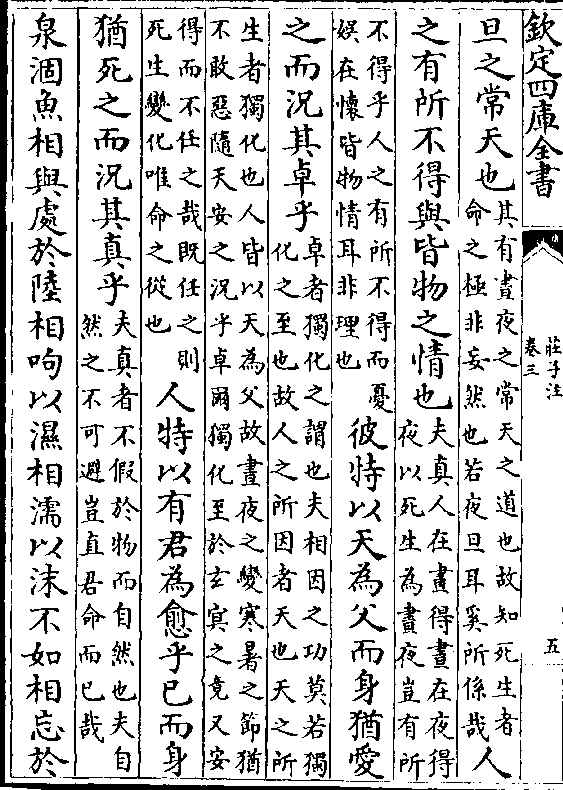 欽定四庫全書
莊子注
卷三
五
旦之常天也
其有晝夜之常天之道也故知死生者
命之極非妄然也若夜旦耳奚所係哉
人
之有所不得與皆物之情也
夫真人在晝得晝在夜得
夜以死生為晝夜豈有所
不得乎人之有所不得而憂
娛在懷皆物情耳非理也
彼特以天為父而身猶愛
之而況其卓乎
卓者獨化之謂也夫相因之功莫若獨
化之至也故人之所因者天也天之所
生者獨化也人皆以天為父故晝夜之變寒暑之節猶
不敢惡隨天安之況乎卓爾獨化至於玄冥之竟又安
得而不任之哉既任之則
死生變化唯命之從也
人特以有君為愈乎已而身
猶死之而況其真乎
夫真者不假於物而自然也夫自
然之不可避豈直君命而已哉
泉涸魚相與處於陸相呴以濕相濡以沫不如相忘於